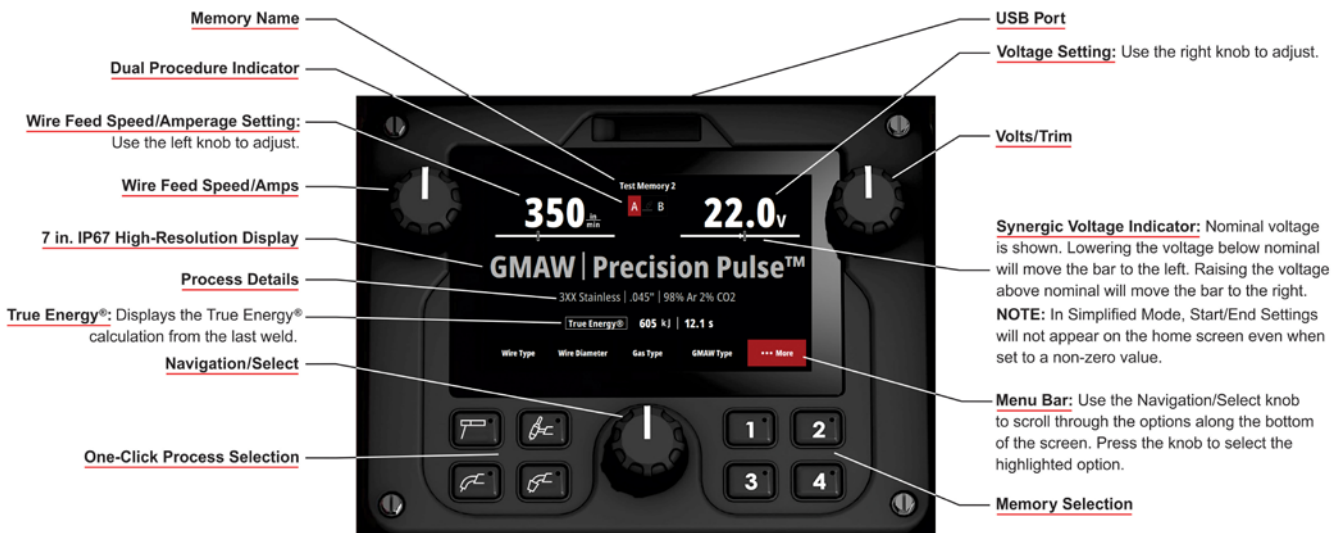 Memory Name
Dual Procedure Indicator
Wire Feed Speed/Amperage Setting:
Use the left knob to adjust.
Wire Feed Speed/Amps
7 in. IP67 High-Resolution Display
Process Details
True Energy®: Displays the True Energy®
calculation from the last weld.
Navigation/Select
One-Click Process Selection
Test Memory 2
A B
350 in/min
22.0 V
GMAW | Precision Pulse™
3XX Stainless | .045" | 98% Ar 2% CO2
True Energy® 605 kJ | 12.1 s
Wire Type Wire Diameter Gas Type GMAW Type ••• More
1 2
3 4
USB Port
Voltage Setting: Use the right knob to adjust.
Volts/Trim
Synergic Voltage Indicator: Nominal voltage
is shown. Lowering the voltage below nominal
will move the bar to the left. Raising the voltage
above nominal will move the bar to the right.
NOTE: In Simplified Mode, Start/End Settings
will not appear on the home screen even when
set to a non-zero value.
Menu Bar: Use the Navigation/Select knob
to scroll through the options along the bottom
of the screen. Press the knob to select the
highlighted option.
Memory Selection